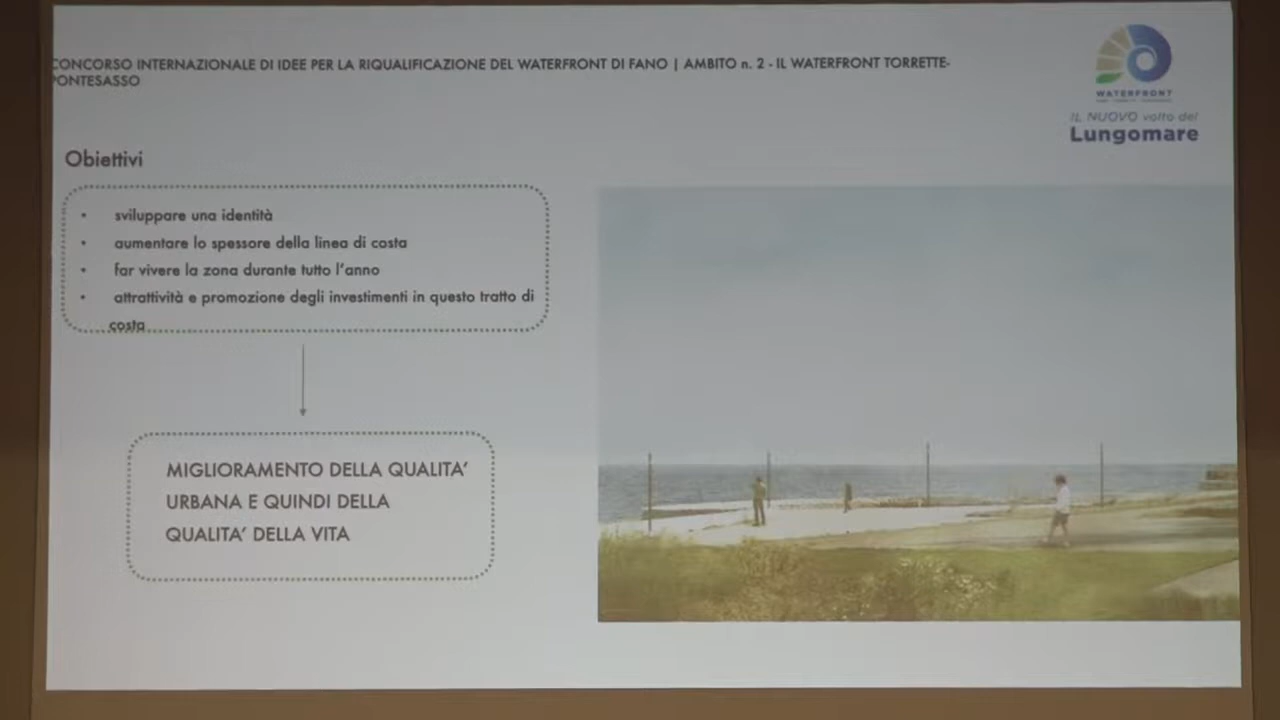 CONCORSO INTERNAZIONALE DI IDEE PER LA RIQUALIFICAZIONE DEL WATERFRONT DI FANO | AMBITO n. 2 - IL WATERFRONT TORRETTE-
PONTESASSO
WATERFRONT
IL NUOVO volto del
Lungomare
Obiettivi
• sviluppare una identità
• aumentare lo spessore della linea di costa
• far vivere la zona durante tutto l'anno
• attrattività e promozione degli investimenti in questo tratto di
costa
MIGLIORAMENTO DELLA QUALITA'
URBANA E QUINDI DELLA
QUALITA' DELLA VITA